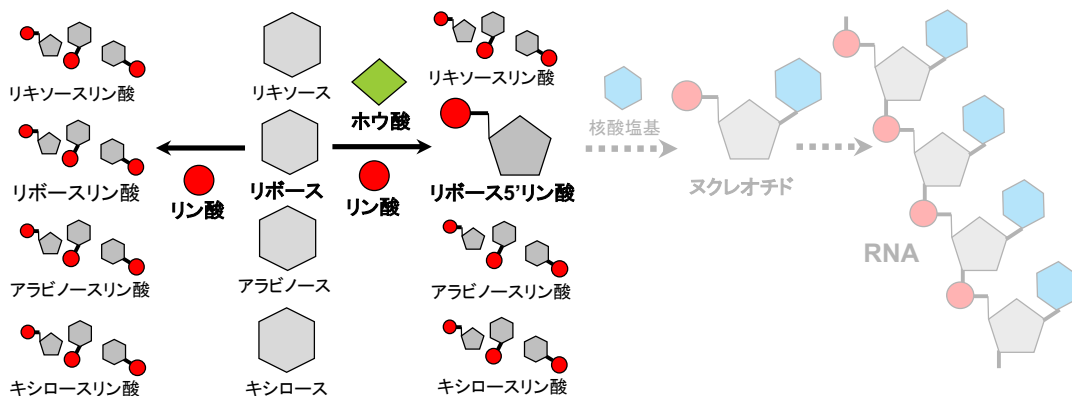 リキソースリン酸
リボースリン酸
アラビノースリン酸
キシロースリン酸
リン酸
リキソース
リボース
アラビノース
キシロース
ホウ酸
リン酸
リキソースリン酸
リボース5'リン酸
アラビノースリン酸
キシロースリン酸
核酸塩基
ヌクレオチド
RNA